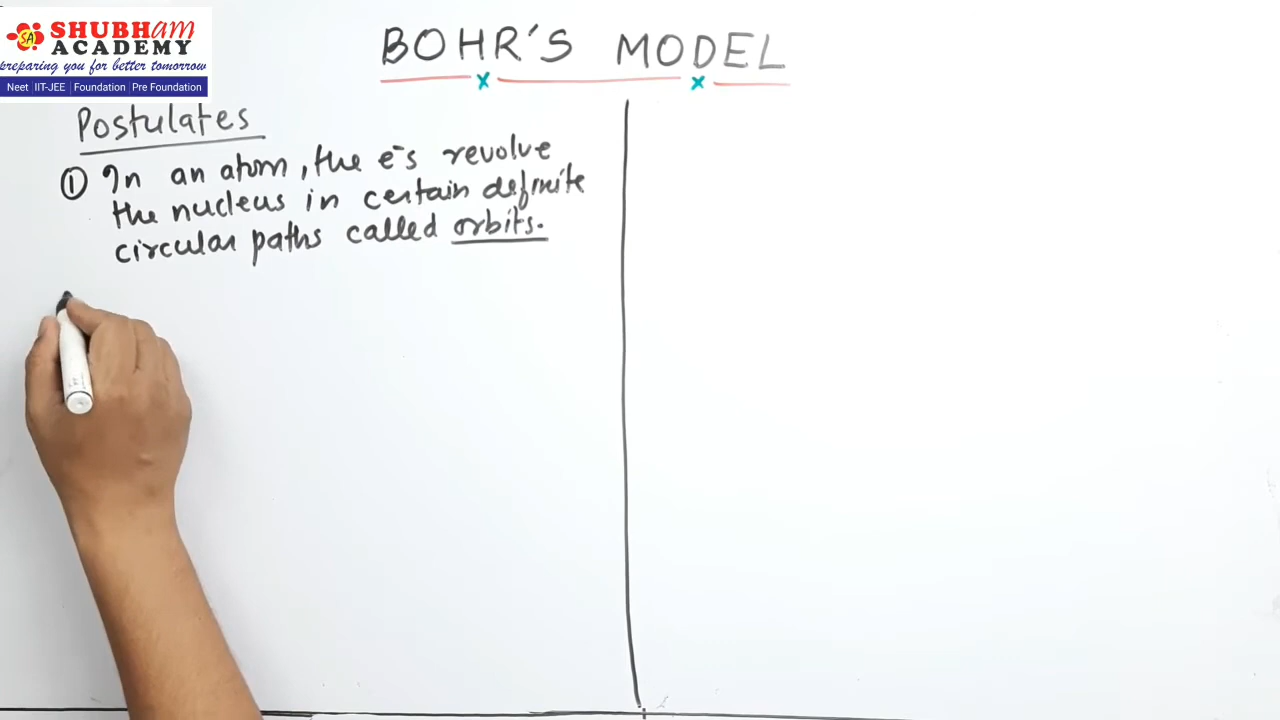 SHUBHAM
ACADEMY
preparing you for better tomorrow
Neet | IIT-JEE | Foundation | Pre Foundation
BOHR'S MODEL
Postulates
① In an atom, the e⁻s revolve
the nucleus in certain definite
circular paths called orbits.